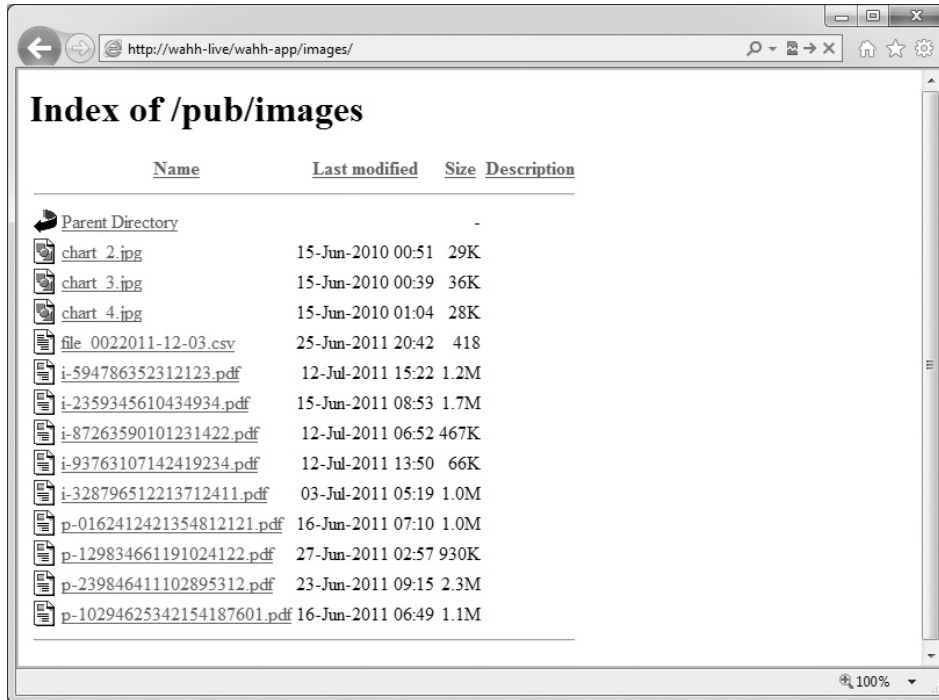 http://wahh-live/wahh-app/images/
Index of /pub/images
Name Last modified Size Description
Parent Directory -
chart_2.jpg 15-Jun-2010 00:51 29K
chart_3.jpg 15-Jun-2010 00:39 36K
chart_4.jpg 15-Jun-2010 01:04 28K
file_0022011-12-03.csv 25-Jun-2011 20:42 418
i-594786352312123.pdf 12-Jul-2011 15:22 1.2M
i-2359345610434934.pdf 15-Jun-2011 08:53 1.7M
i-87263590101231422.pdf 12-Jul-2011 06:52 467K
i-93763107142419234.pdf 12-Jul-2011 13:50 66K
i-328796512213712411.pdf 03-Jul-2011 05:19 1.0M
p-0162412421354812121.pdf 16-Jun-2011 07:10 1.0M
p-129834661191024122.pdf 27-Jun-2011 02:57 930K
p-239846411102895312.pdf 23-Jun-2011 09:15 2.3M
p-10294625342154187601.pdf 16-Jun-2011 06:49 1.1M
100%